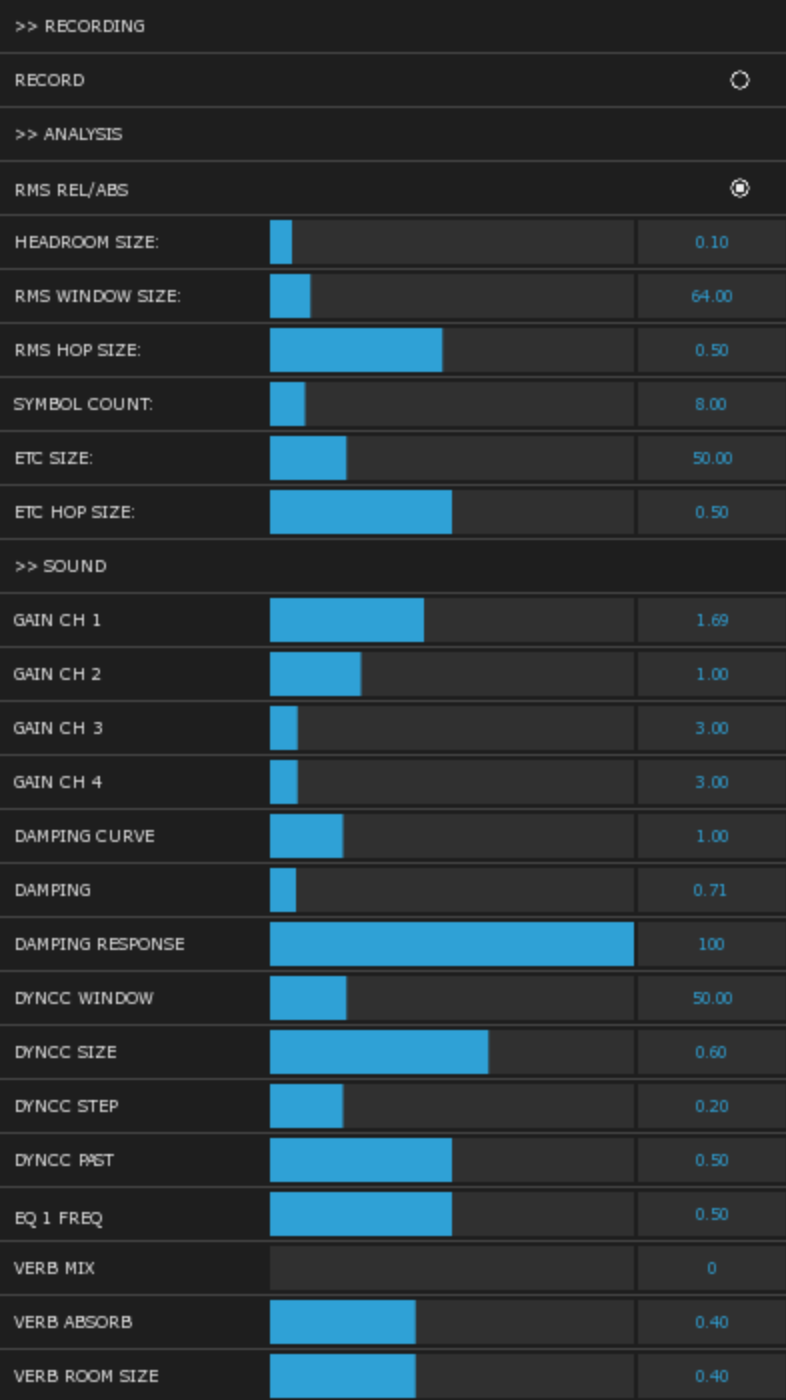 >> RECORDING
RECORD
>> ANALYSIS
RMS REL/ABS
HEADROOM SIZE: 0.10
RMS WINDOW SIZE: 64.00
RMS HOP SIZE: 0.50
SYMBOL COUNT: 8.00
ETC SIZE: 50.00
ETC HOP SIZE: 0.50
>> SOUND
GAIN CH 1 1.69
GAIN CH 2 1.00
GAIN CH 3 3.00
GAIN CH 4 3.00
DAMPING CURVE 1.00
DAMPING 0.71
DAMPING RESPONSE 100
DYNCC WINDOW 50.00
DYNCC SIZE 0.60
DYNCC STEP 0.20
DYNCC PAST 0.50
EQ 1 FREQ 0.50
VERB MIX 0
VERB ABSORB 0.40
VERB ROOM SIZE 0.40